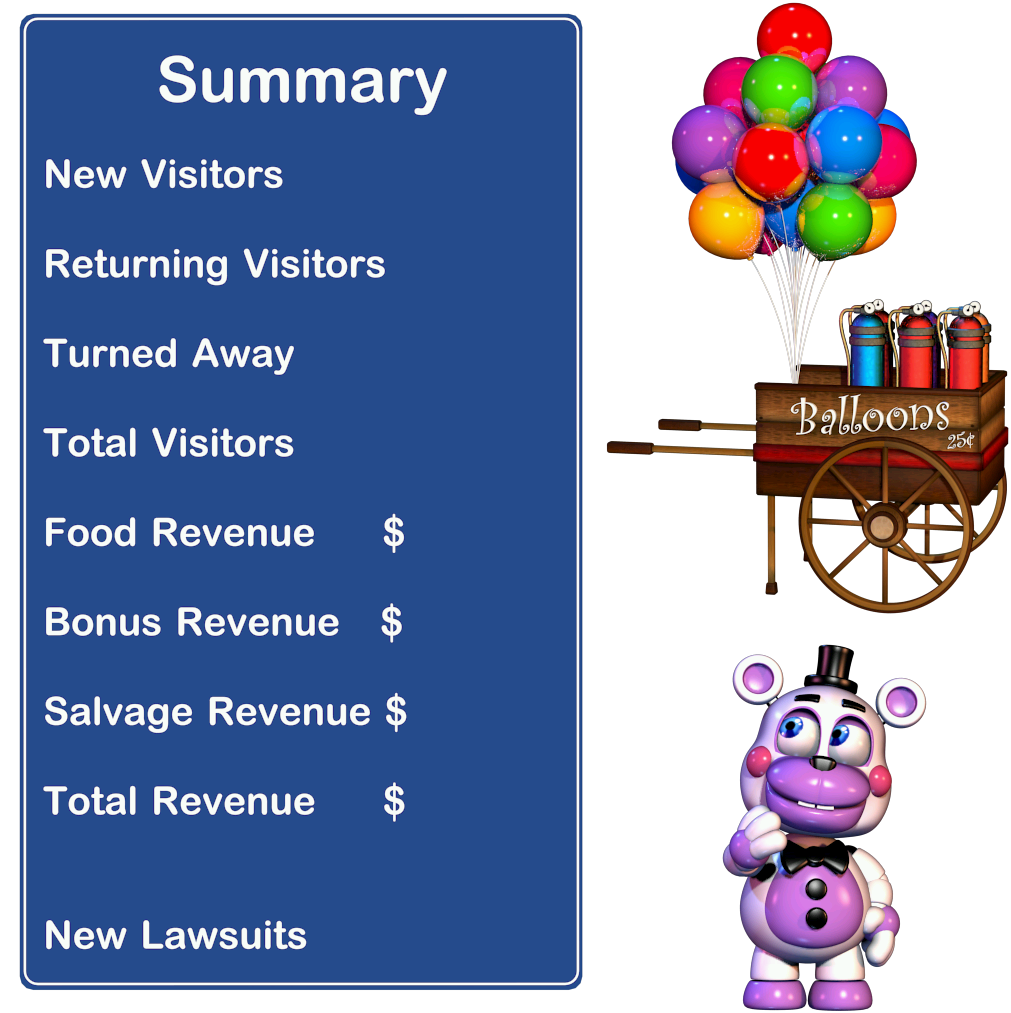 Summary
New Visitors
Returning Visitors
Turned Away
Total Visitors
Food Revenue $
Bonus Revenue $
Salvage Revenue $
Total Revenue $
New Lawsuits
Balloons
25¢